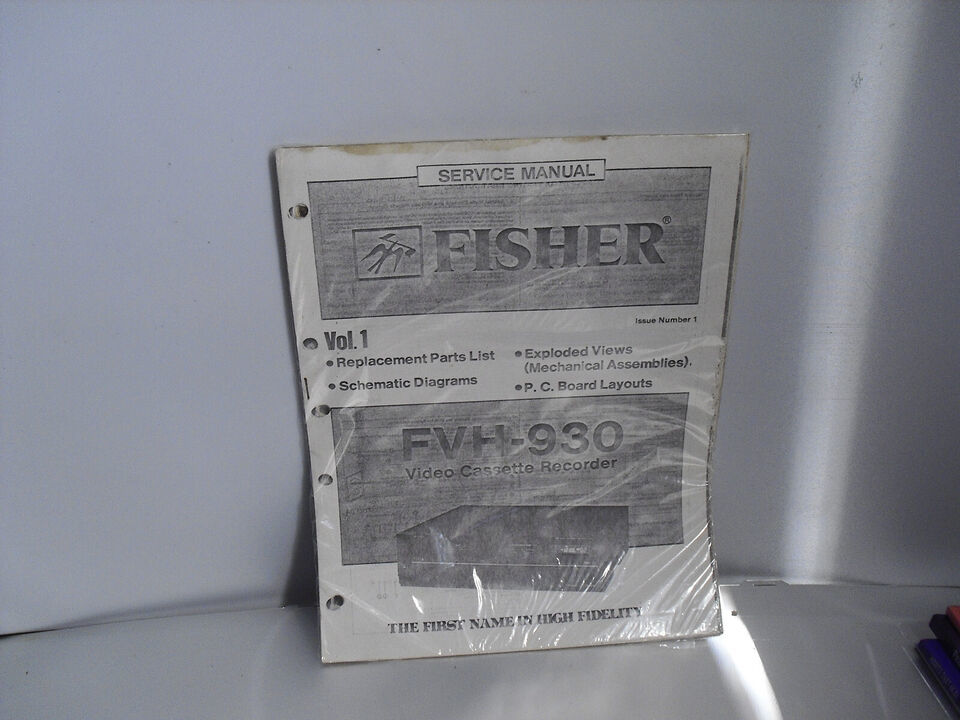 SERVICE MANUAL
FISHER®
Issue Number 1
Vol. 1
• Replacement Parts List
• Exploded Views
(Mechanical Assemblies).
• Schematic Diagrams
• P. C. Board Layouts
FVH-930
Video Cassette Recorder
THE FIRST NAME IN HIGH FIDELITY